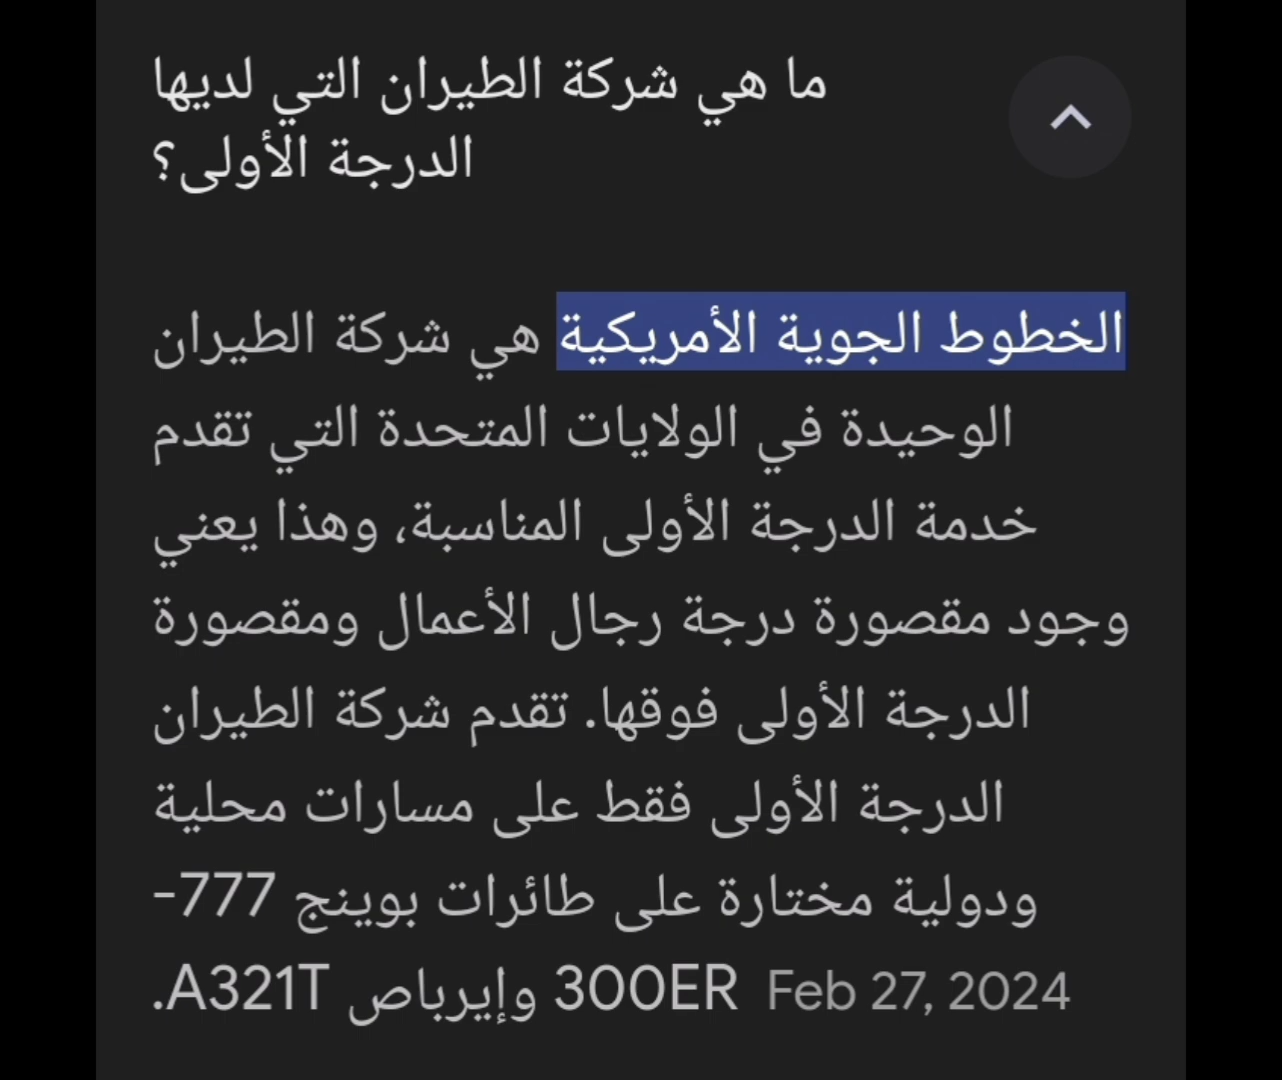 ما هي شركة الطيران التي لديها
الدرجة الأولى؟
الخطوط الجوية الأمريكية هي شركة الطيران
الوحيدة في الولايات المتحدة التي تقدم
خدمة الدرجة الأولى المناسبة، وهذا يعني
وجود مقصورة درجة رجال الأعمال ومقصورة
الدرجة الأولى فوقها. تقدم شركة الطيران
الدرجة الأولى فقط على مسارات محلية
ودولية مختارة على طائرات بوينج 777-
300ER وإيرباص A321T. Feb 27, 2024